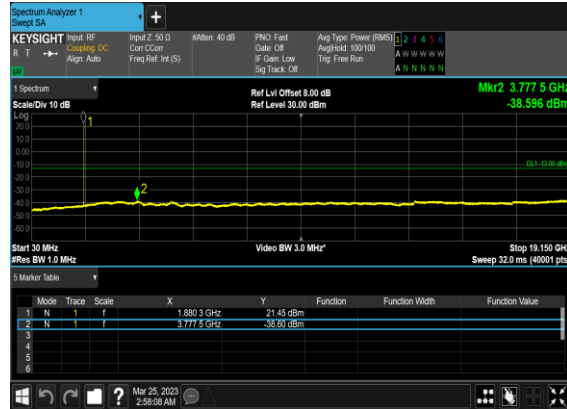 Spectrum Analyzer 1
Swept SA
+
KEYSIGHT Input: RF Input Z: 50 Ω #Atten: 40 dB PNO: Fast Avg Type: Power (RMS) 1 2 3 4 5 6
R T Coupling: DC Corr CCorr Gate: Off Avg|Hold: 100/100 A W W W W W
Align: Auto Freq Ref: Int (S) IF Gain: Low Trig: Free Run
Sig Track: Off A N N N N N
1 Spectrum Ref Lvl Offset 8.00 dB Mkr2 3.777 5 GHz
Scale/Div 10 dB Ref Level 30.00 dBm -38.596 dBm
Log
1
20.0
10.0
0.00
-10.0
DL1 -13.00 dBm
-20.0
-30.0
2
-40.0
-50.0
-60.0
Start 30 MHz Video BW 3.0 MHz* Stop 19.150 GHz
#Res BW 1.0 MHz Sweep 32.0 ms (40001 pts)
5 Marker Table
Mode Trace Scale X Y Function Function Width Function Value
1 N 1 f 1.880 3 GHz 21.45 dBm
2 N 1 f 3.777 5 GHz -38.60 dBm
3
4
5
6
? Mar 25, 2023
2:58:08 AM